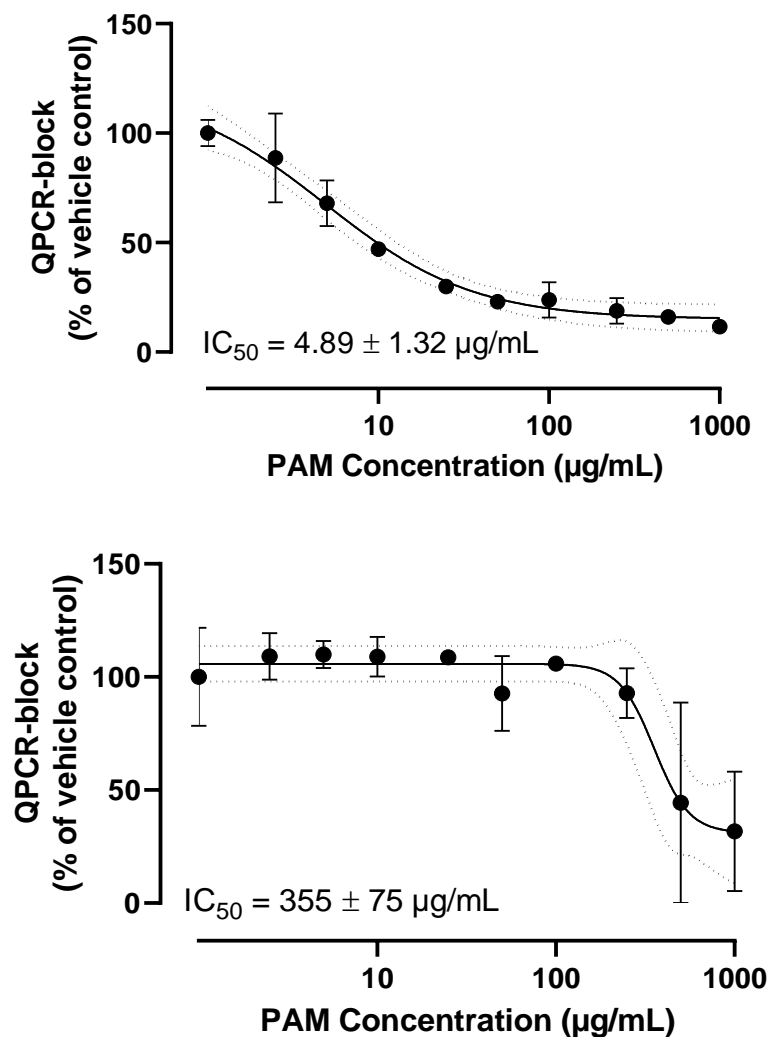 150
100
50
0
QPCR-block
(% of vehicle control)
IC50 = 4.89 ± 1.32 µg/mL
10
100
1000
PAM Concentration (µg/mL)
150
100
50
0
QPCR-block
(% of vehicle control)
IC50 = 355 ± 75 µg/mL
10
100
1000
PAM Concentration (µg/mL)